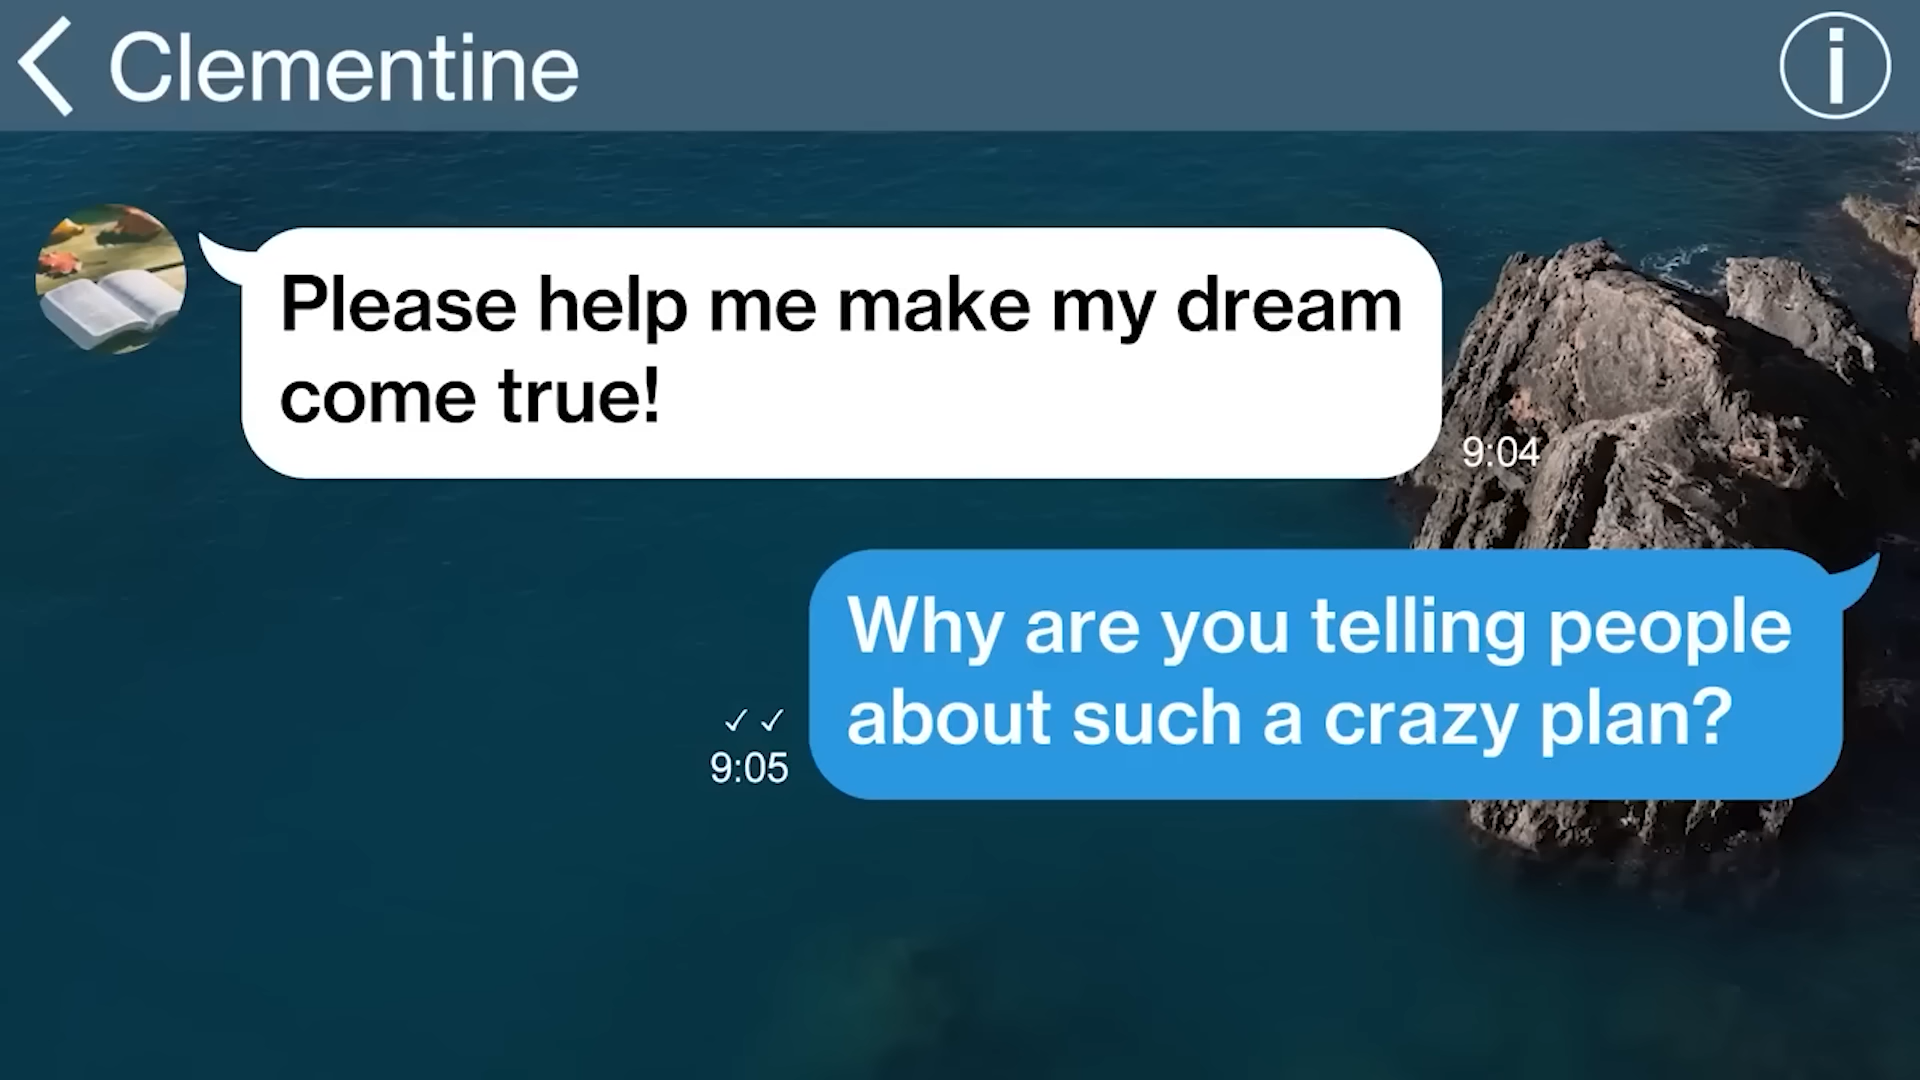 Clementine
Please help me make my dream
come true!
9:04
Why are you telling people
about such a crazy plan?
✓✓
9:05